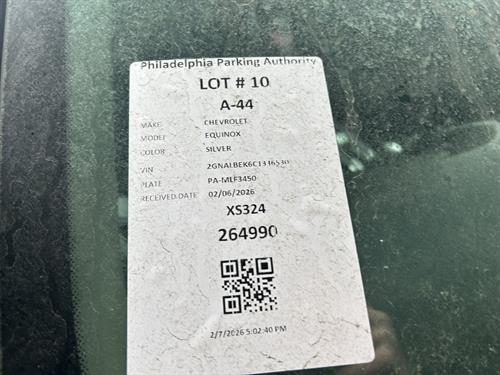 Philadelphia Parking Authority
LOT # 10
A-44
MAKE CHEVROLET
MODEL EQUINOX
COLOR SILVER
VIN
PLATE PA-MLF3450
RECEIVED DATE 02/06/2026
XS324
264990
2/7/2026 5:02:40 PM